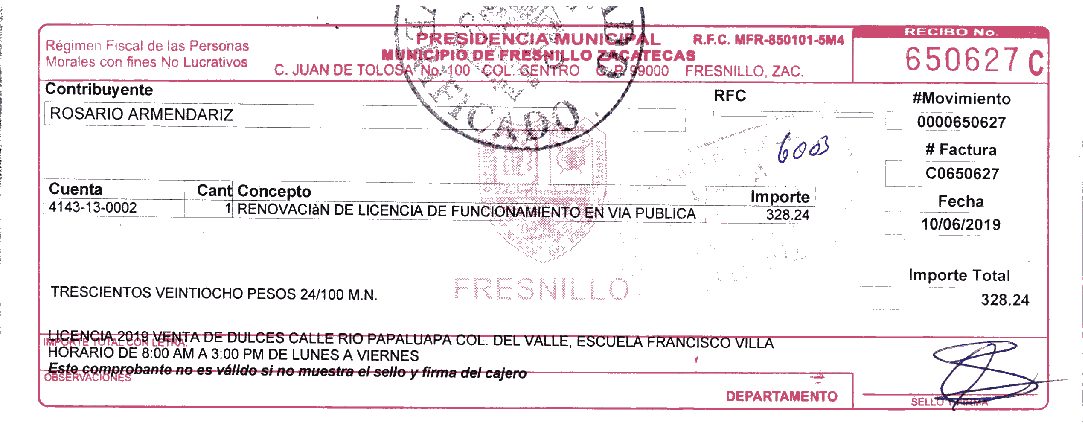 PRESIDENCIA MUNICIPAL
MUNICIPIO DE FRESNILLO ZACATECAS
C. JUAN DE TOLOSA No. 100 COL. CENTRO C.P. 99000 FRESNILLO, ZAC.
Régimen Fiscal de las Personas
Morales con fines No Lucrativos
R.F.C. MFR-850101-5M4
RECIBO No.
650627 C
Contribuyente
ROSARIO ARMENDARIZ
RFC
6003
#Movimiento
0000650627
# Factura
C0650627
Fecha
10/06/2019
Cuenta Cant Concepto Importe
4143-13-0002 1 RENOVACIàN DE LICENCIA DE FUNCIONAMIENTO EN VIA PUBLICA 328.24
FRESNILLO
Importe Total
328.24
TRESCIENTOS VEINTIOCHO PESOS 24/100 M.N.
LICENCIA 2019 VENTA DE DULCES CALLE RIO PAPALUAPA COL. DEL VALLE, ESCUELA FRANCISCO VILLA
IMPORTE TOTAL CON LETRA
HORARIO DE 8:00 AM A 3:00 PM DE LUNES A VIERNES
Este comprobante no es válido si no muestra el sello y firma del cajero
OBSERVACIONES
DEPARTAMENTO
SELLO Y FIRMA